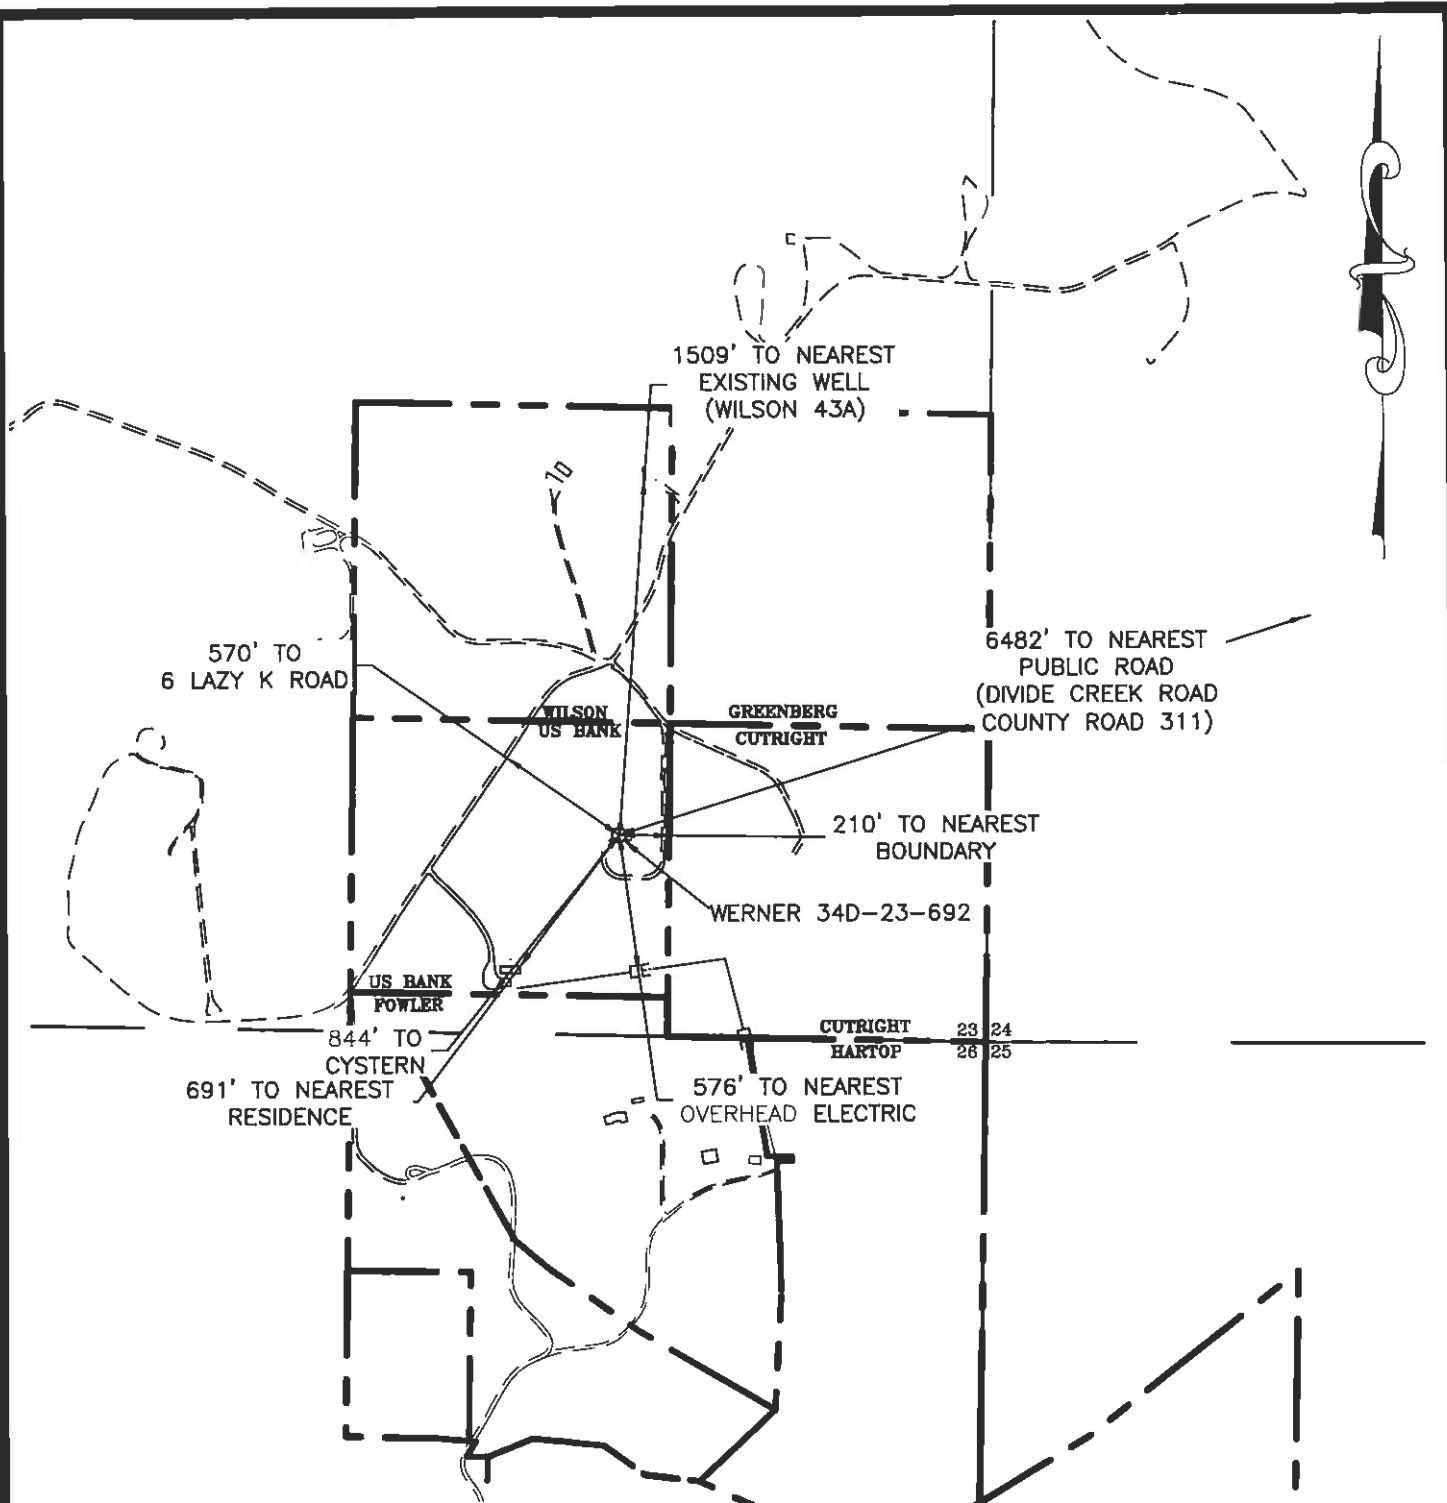 1509' TO NEAREST
EXISTING WELL
(WILSON 43A)
570' TO
6 LAZY K ROAD
6482' TO NEAREST
PUBLIC ROAD
(DIVIDE CREEK ROAD
COUNTY ROAD 311)
WILSON
US BANK
GREENBERG
CUTRIGHT
210' TO NEAREST
BOUNDARY
WERNER 34D-23-692
US BANK
FOWLER
844' TO
CYSTERN
691' TO NEAREST
RESIDENCE
CUTRIGHT
HARTOP
23 24
26 25
576' TO NEAREST
OVERHEAD ELECTRIC